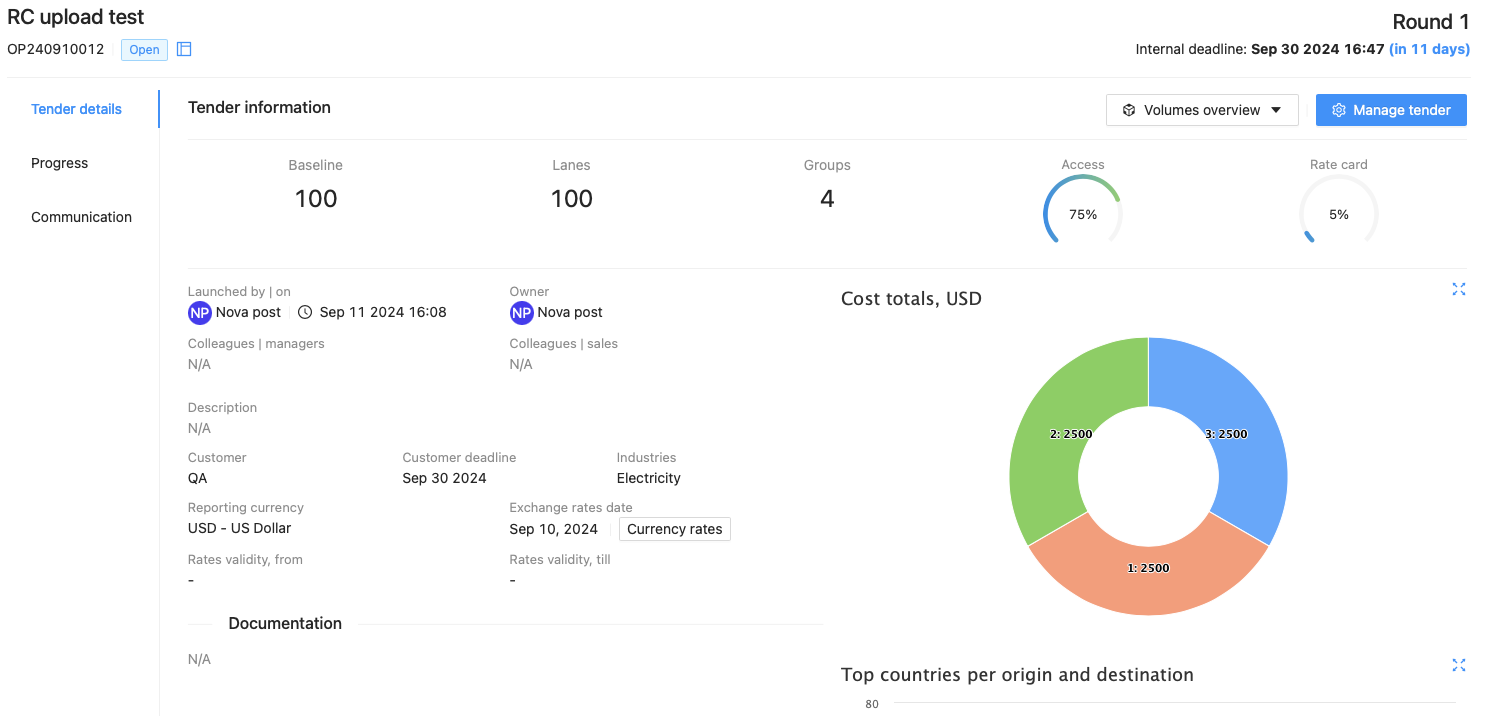 RC upload test
Round 1
OP240910012 Open
Internal deadline: Sep 30 2024 16:47 (in 11 days)
Tender details
Progress
Communication
Tender information
Volumes overview
Manage tender
Baseline Lanes Groups Access Rate card
100 100 4 75% 5%
Launched by | on Owner
NP Nova post Sep 11 2024 16:08 NP Nova post
Colleagues | managers Colleagues | sales
N/A N/A
Description
N/A
Customer Customer deadline Industries
QA Sep 30 2024 Electricity
Reporting currency Exchange rates date
USD - US Dollar Sep 10, 2024 Currency rates
Rates validity, from Rates validity, till
- -
Documentation
N/A
Cost totals, USD
2: 2500 3: 2500
1: 2500
Top countries per origin and destination
80